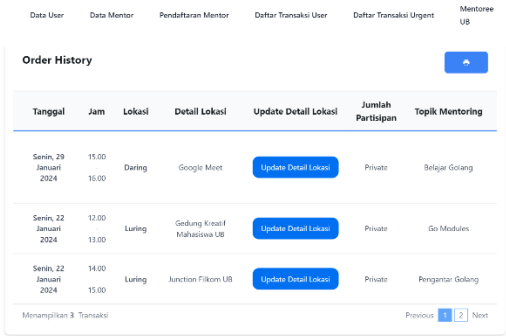 Data User Data Mentor Pendaftaran Mentor Daftar Transaksi User Daftar Transaksi Urgent Mentoree UB
Order History
Tanggal Jam Lokasi Detail Lokasi Update Detail Lokasi Jumlah Partisipan Topik Mentoring
Senin, 29 Januari 2024 15.00 - 16.00 Daring Google Meet Update Detail Lokasi Private Belajar Golang
Senin, 22 Januari 2024 12.00 - 13.00 Luring Gedung Kreatif Mahasiswa UB Update Detail Lokasi Private Go Modules
Senin, 22 Januari 2024 14.00 - 15.00 Luring Junction Filkom UB Update Detail Lokasi Private Pengantar Golang
Menampilkan 3 Transaksi Previous 1 2 Next